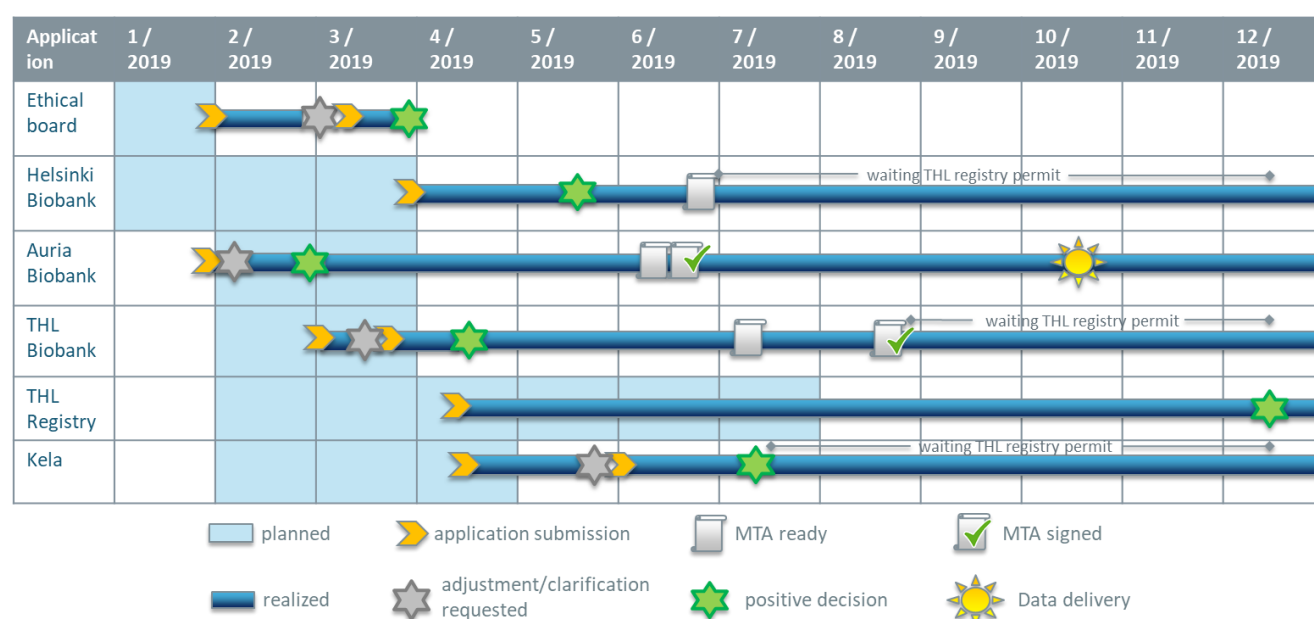 Applicat
ion
1 /
2019
2 /
2019
3 /
2019
4 /
2019
5 /
2019
6 /
2019
7 /
2019
8 /
2019
9 /
2019
10 /
2019
11 /
2019
12 /
2019
Ethical
board
Helsinki
Biobank
waiting THL registry permit
Auria
Biobank
THL
Biobank
waiting THL registry permit
THL
Registry
Kela
waiting THL registry permit
planned
application submission
MTA ready
MTA signed
realized
adjustment/clarification
requested
positive decision
Data delivery